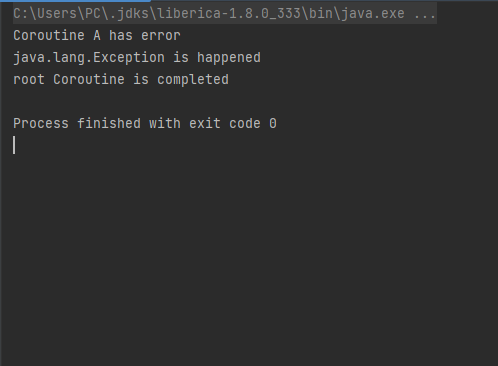 C:\Users\PC\.jdks\liberica-1.8.0_333\bin\java.exe ...
Coroutine A has error
java.lang.Exception is happened
root Coroutine is completed
Process finished with exit code 0